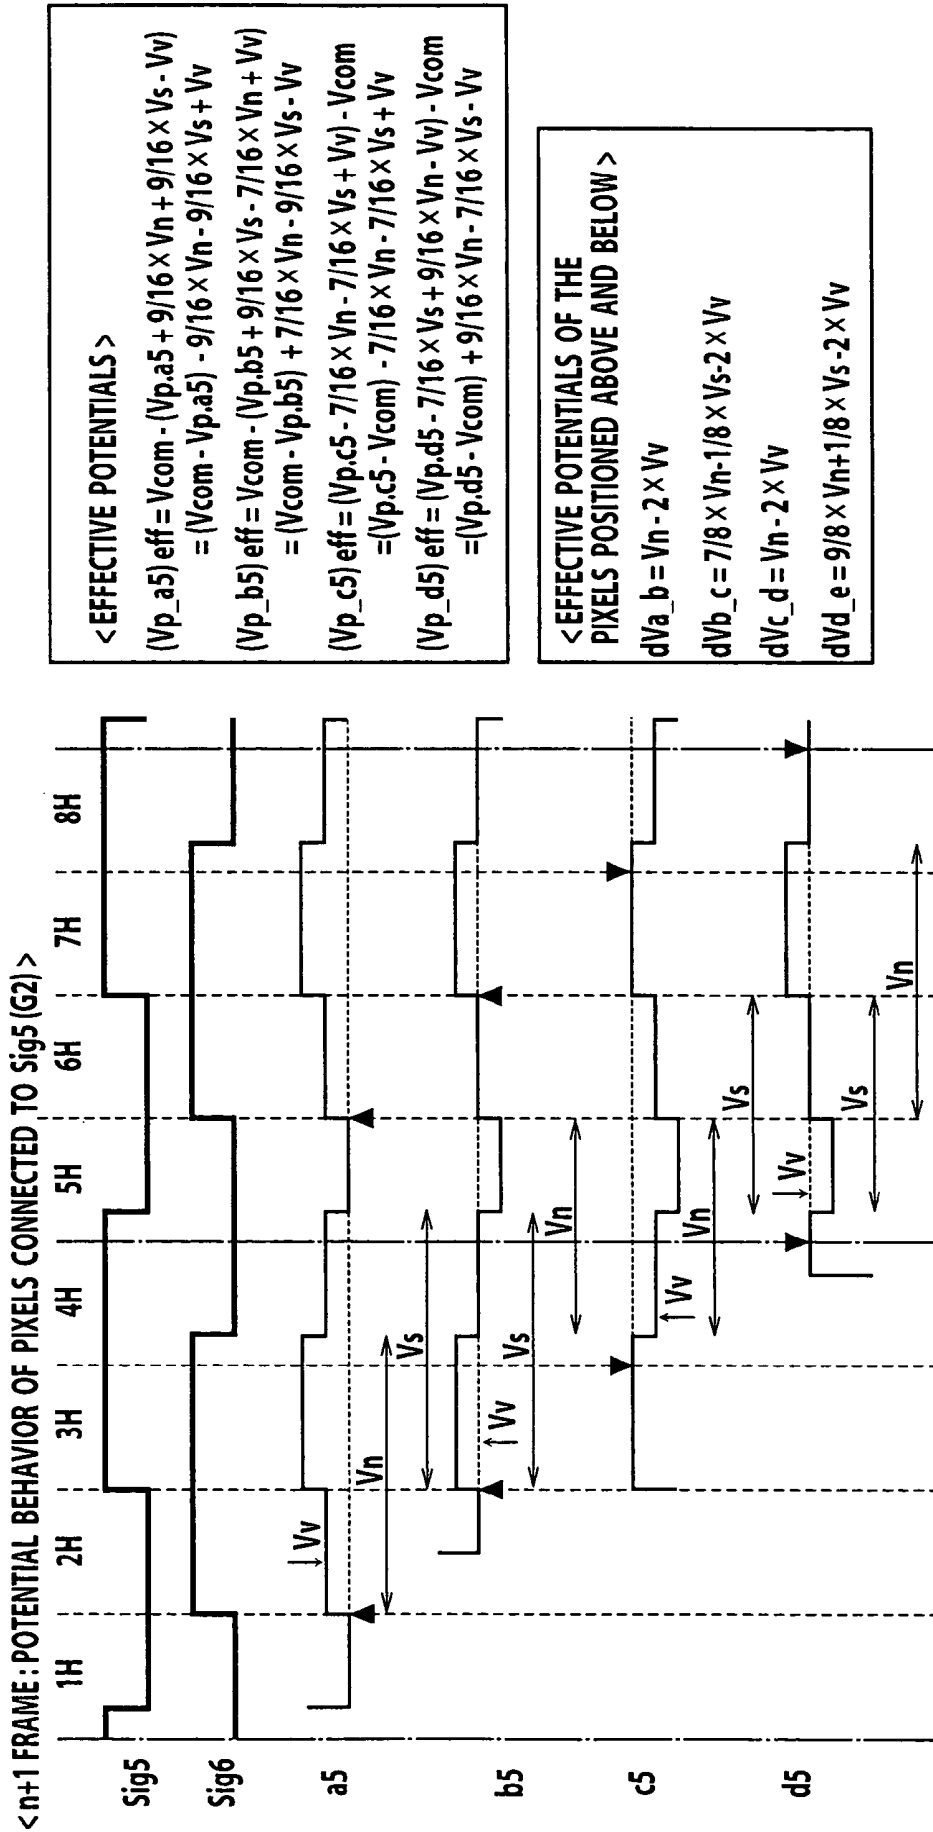 <n+1 FRAME : POTENTIAL BEHAVIOR OF PIXELS CONNECTED TO Sig5 (G2) >
1H 2H 3H 4H 5H 6H 7H 8H
Sig5
Sig6
a5
Vv
Vn
Vs
b5
Vv
Vs
Vn
c5
Vv
Vn
Vs
d5
Vv
Vs
Vn
<EFFECTIVE POTENTIALS>
(Vp_a5) eff = Vcom - (Vp.a5 + 9/16 × Vn + 9/16 × Vs - Vv)
= (Vcom - Vp.a5) - 9/16 × Vn - 9/16 × Vs + Vv
(Vp_b5) eff = Vcom - (Vp.b5 + 9/16 × Vs - 7/16 × Vn + Vv)
= (Vcom - Vp.b5) + 7/16 × Vn - 9/16 × Vs - Vv
(Vp_c5) eff = (Vp.c5 - 7/16 × Vn - 7/16 × Vs + Vv) - Vcom
=(Vp.c5 - Vcom) - 7/16 × Vn - 7/16 × Vs + Vv
(Vp_d5) eff = (Vp.d5 - 7/16 × Vs + 9/16 × Vn - Vv) - Vcom
=(Vp.d5 - Vcom) + 9/16 × Vn - 7/16 × Vs - Vv
<EFFECTIVE POTENTIALS OF THE
PIXELS POSITIONED ABOVE AND BELOW >
dVa_b = Vn - 2 × Vv
dVb_c = 7/8 × Vn-1/8 × Vs-2 × Vv
dVc_d = Vn - 2 × Vv
dVd_e = 9/8 × Vn+1/8 × Vs-2 × Vv